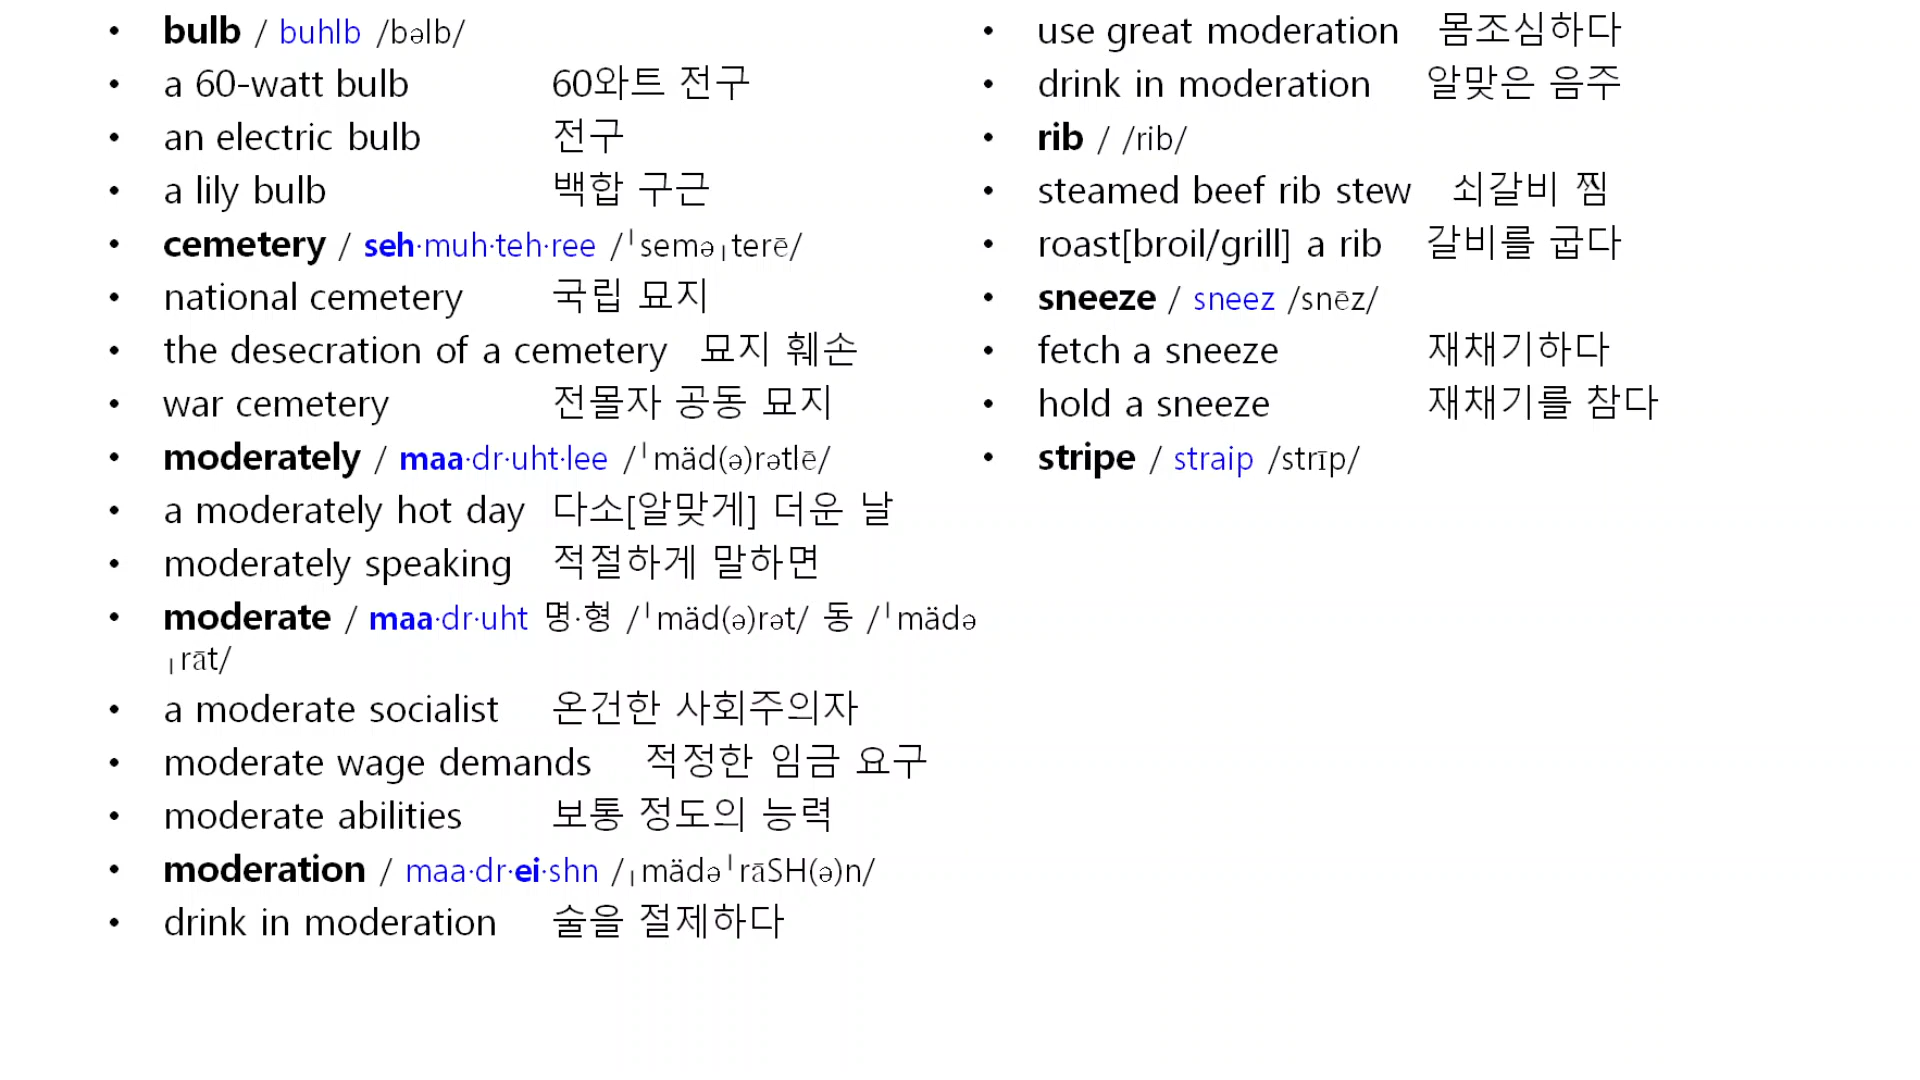 • bulb / buhlb /bəlb/
• a 60-watt bulb 60와트 전구
• an electric bulb 전구
• a lily bulb 백합 구근
• cemetery / seh·muh·teh·ree /ˈseməˌterē/
• national cemetery 국립 묘지
• the desecration of a cemetery 묘지 훼손
• war cemetery 전몰자 공동 묘지
• moderately / maa·dr·uht·lee /ˈmäd(ə)rətlē/
• a moderately hot day 다소[알맞게] 더운 날
• moderately speaking 적절하게 말하면
• moderate / maa·dr·uht 명·형 /ˈmäd(ə)rət/ 동 /ˈmädə
ˌrāt/
• a moderate socialist 온건한 사회주의자
• moderate wage demands 적정한 임금 요구
• moderate abilities 보통 정도의 능력
• moderation / maa·dr·ei·shn /ˌmädəˈrāSH(ə)n/
• drink in moderation 술을 절제하다
• use great moderation 몸조심하다
• drink in moderation 알맞은 음주
• rib / /rib/
• steamed beef rib stew 쇠갈비 찜
• roast[broil/grill] a rib 갈비를 굽다
• sneeze / sneez /snēz/
• fetch a sneeze 재채기하다
• hold a sneeze 재채기를 참다
• stripe / straip /strīp/